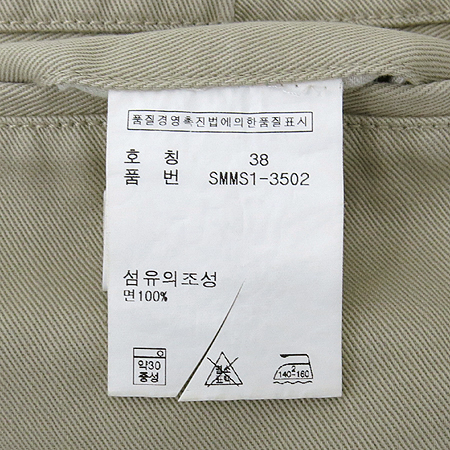 품질경영촉진법에의한품질표시
호 칭 38
품 번 SMMS1-3502
섬유의조성
면100%
약30
중성
염소
표백
2
140-160